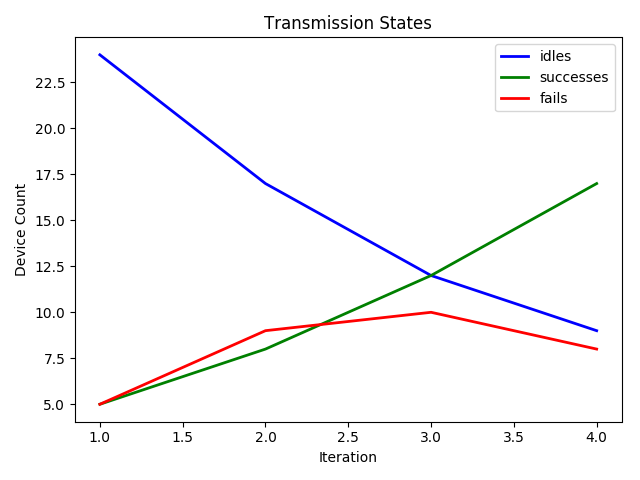 Transmission States
idles
successes
fails
Device Count
22.5
20.0
17.5
15.0
12.5
10.0
7.5
5.0
1.0 1.5 2.0 2.5 3.0 3.5 4.0
Iteration